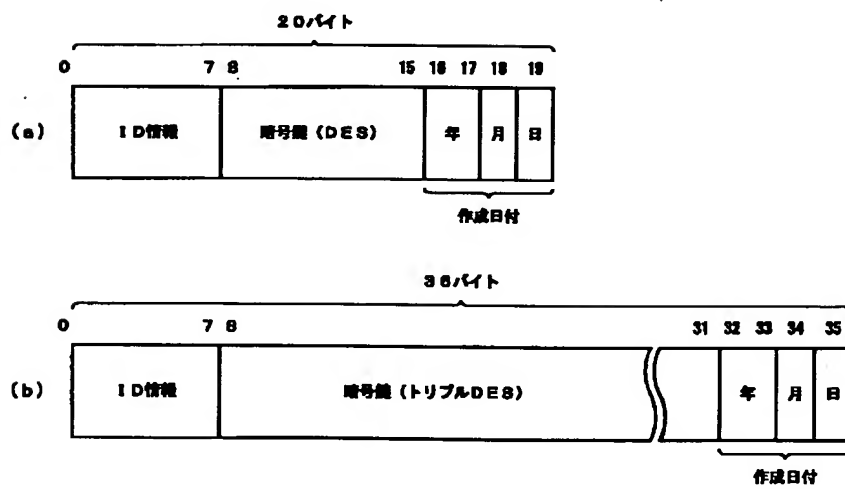 20バイト
0 7 8 15 16 17 18 19
(a) ID情報 暗号鍵(DES) 年 月 日
作成日付
36バイト
0 7 8 31 32 33 34 35
(b) ID情報 暗号鍵(トリプルDES) 年 月 日
作成日付